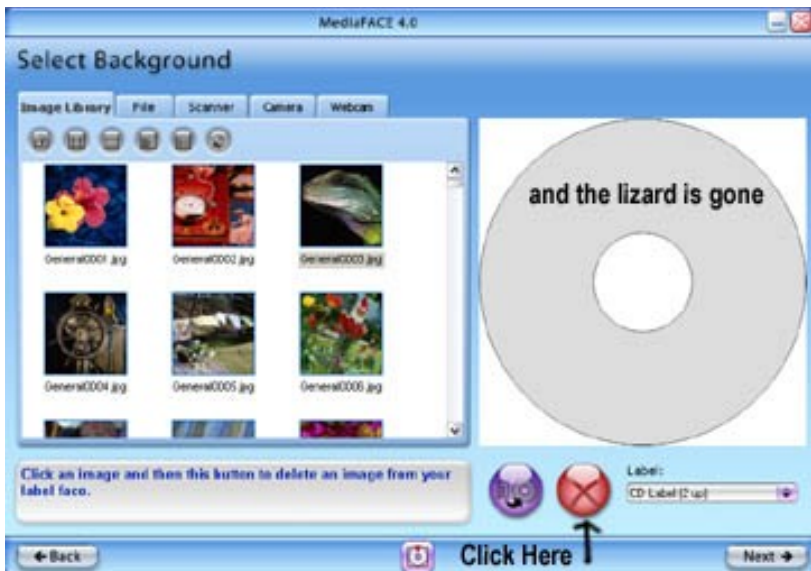 MediaFACE 4.0
Select Background
Image Library File Scanner Camera Webcam
and the lizard is gone
General0001.jpg General0002.jpg General0003.jpg
General0004.jpg General0005.jpg General0006.jpg
Click an image and then this button to delete an image from your
label face.
Label:
CD Label (2 up)
Back
Click Here
Next